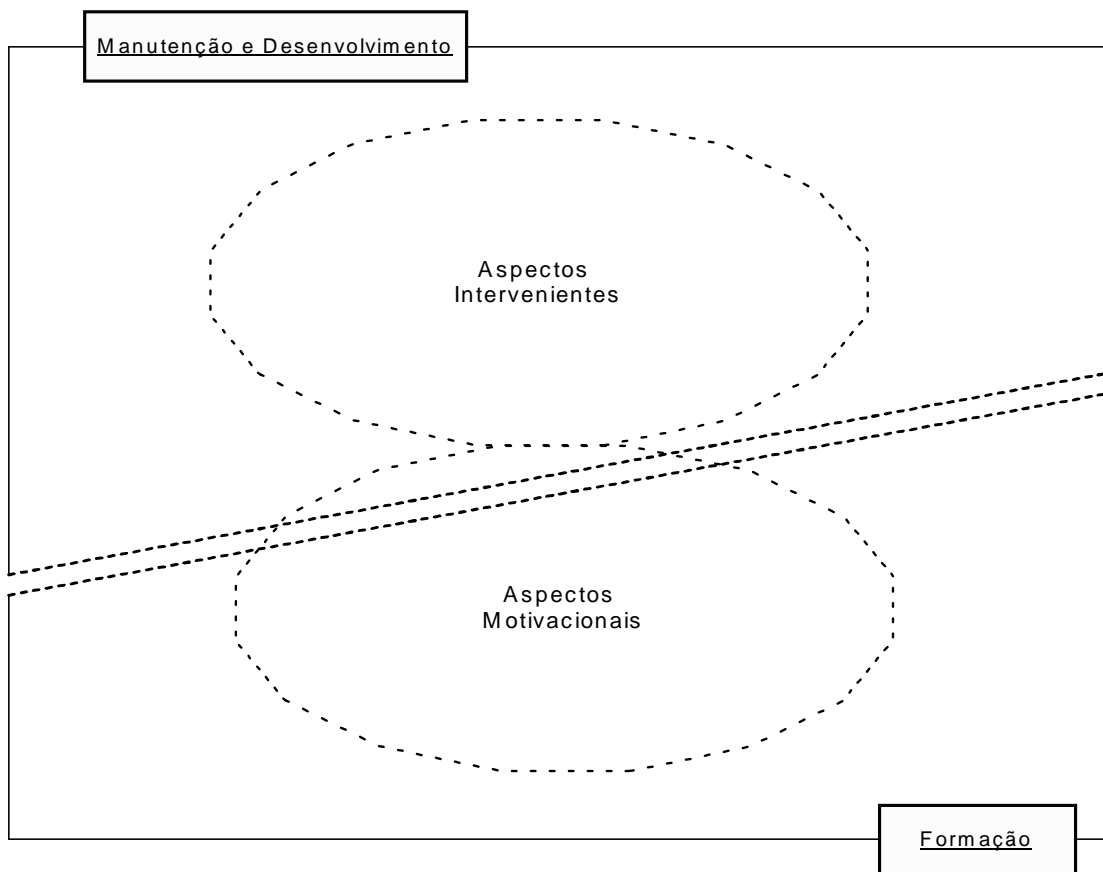 Manutenção e Desenvolvimento
Aspectos
Intervenientes
Aspectos
Motivacionais
Formação